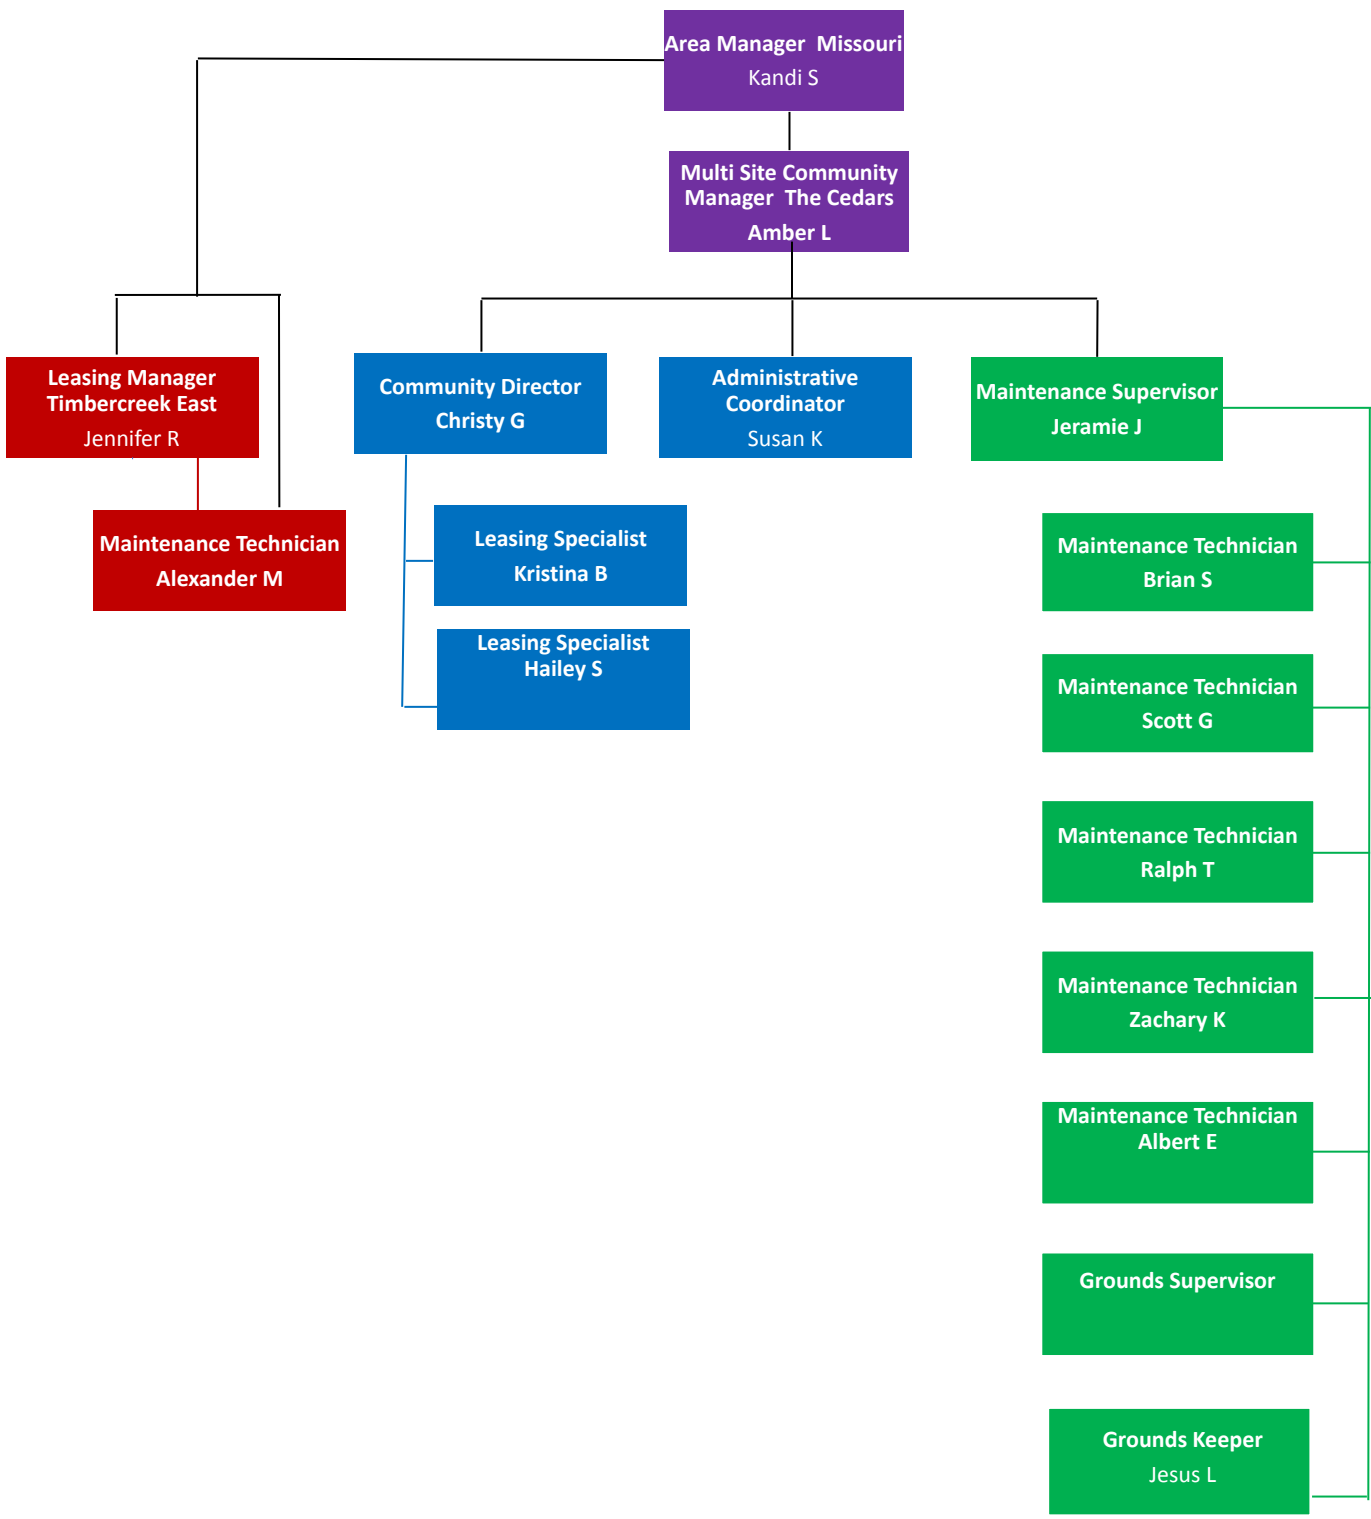 Area Manager  Missouri
Kandi S
Multi Site Community
Manager  The Cedars
Amber L
Leasing Manager
Timbercreek East
Jennifer R
Maintenance Technician
Alexander M
Community Director
Christy G
Leasing Specialist
Kristina B
Leasing Specialist
Hailey S
Administrative
Coordinator
Susan K
Maintenance Supervisor
Jeramie J
Maintenance Technician
Brian S
Maintenance Technician
Scott G
Maintenance Technician
Ralph T
Maintenance Technician
Zachary K
Maintenance Technician
Albert E
Grounds Supervisor
Grounds Keeper
Jesus L